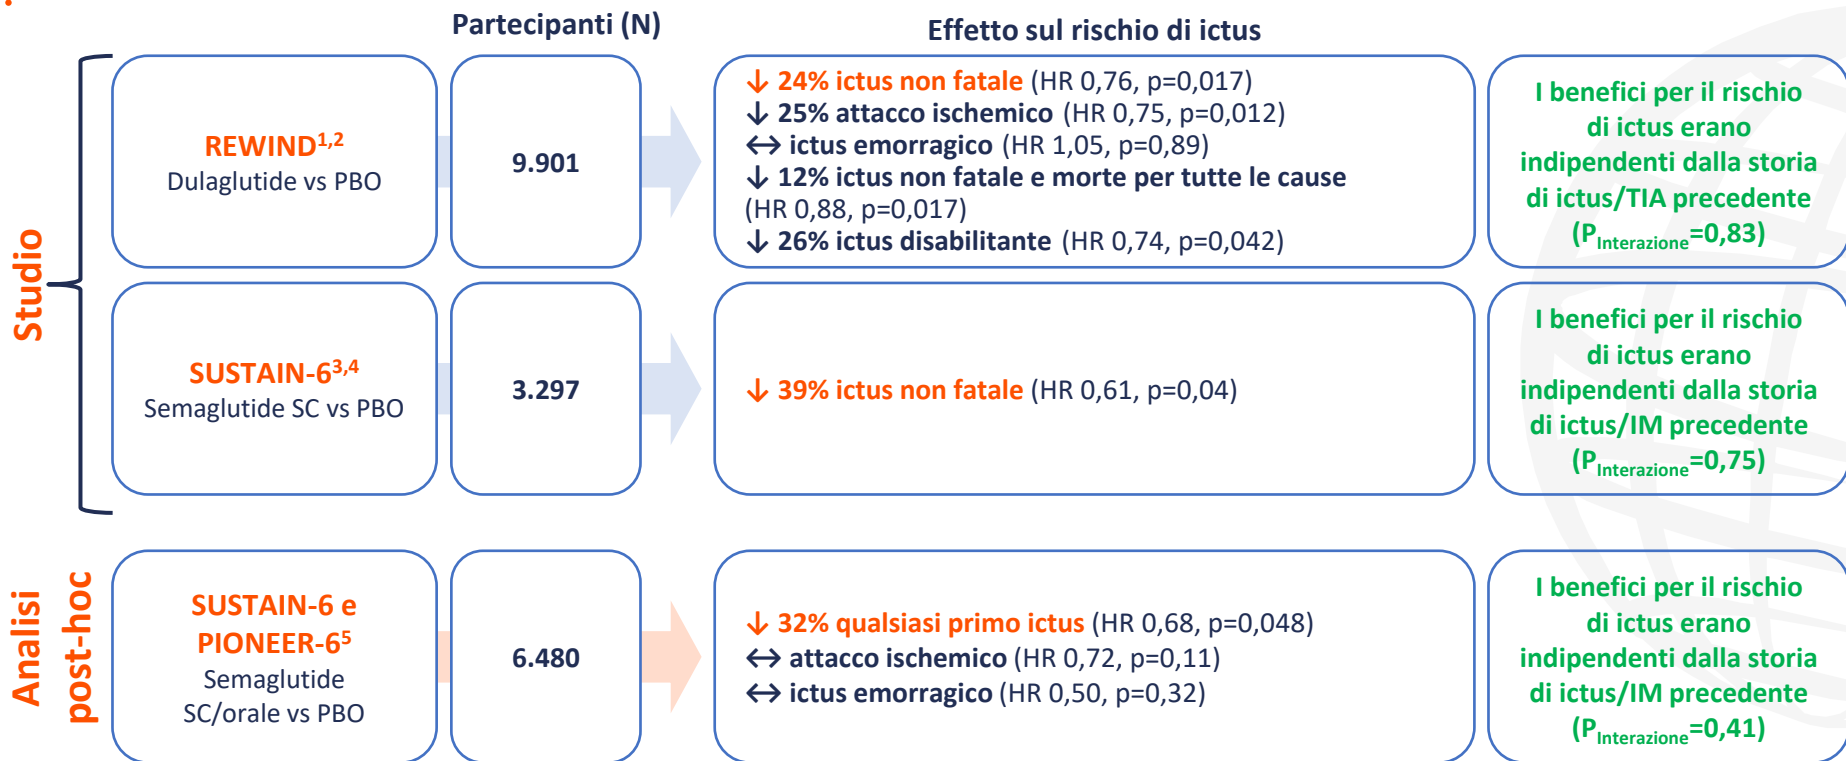 Partecipanti (N)
Effetto sul rischio di ictus
Studio
REWIND1,2
Dulaglutide vs PBO
9.901
↓ 24% ictus non fatale (HR 0,76, p=0,017)
↓ 25% attacco ischemico (HR 0,75, p=0,012)
↔ ictus emorragico (HR 1,05, p=0,89)
↓ 12% ictus non fatale e morte per tutte le cause
(HR 0,88, p=0,017)
↓ 26% ictus disabilitante (HR 0,74, p=0,042)
I benefici per il rischio
di ictus erano
indipendenti dalla storia
di ictus/TIA precedente
(PInterazione=0,83)
SUSTAIN-63,4
Semaglutide SC vs PBO
3.297
↓ 39% ictus non fatale (HR 0,61, p=0,04)
I benefici per il rischio
di ictus erano
indipendenti dalla storia
di ictus/IM precedente
(PInterazione=0,75)
Analisi
post-hoc
SUSTAIN-6 e
PIONEER-65
Semaglutide
SC/orale vs PBO
6.480
↓ 32% qualsiasi primo ictus (HR 0,68, p=0,048)
↔ attacco ischemico (HR 0,72, p=0,11)
↔ ictus emorragico (HR 0,50, p=0,32)
I benefici per il rischio
di ictus erano
indipendenti dalla storia
di ictus/IM precedente
(PInterazione=0,41)